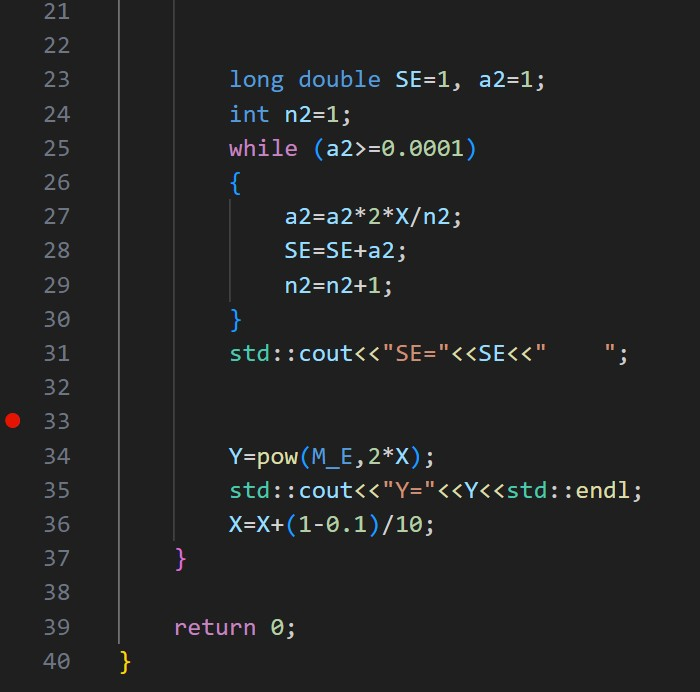 21
22
23 long double SE=1, a2=1;
24 int n2=1;
25 while (a2>=0.0001)
26 {
27 a2=a2*2*X/n2;
28 SE=SE+a2;
29 n2=n2+1;
30 }
31 std::cout<<"SE="<<SE<<"    ";
32
33
34 Y=pow(M_E,2*X);
35 std::cout<<"Y="<<Y<<std::endl;
36 X=X+(1-0.1)/10;
37 }
38
39 return 0;
40 }